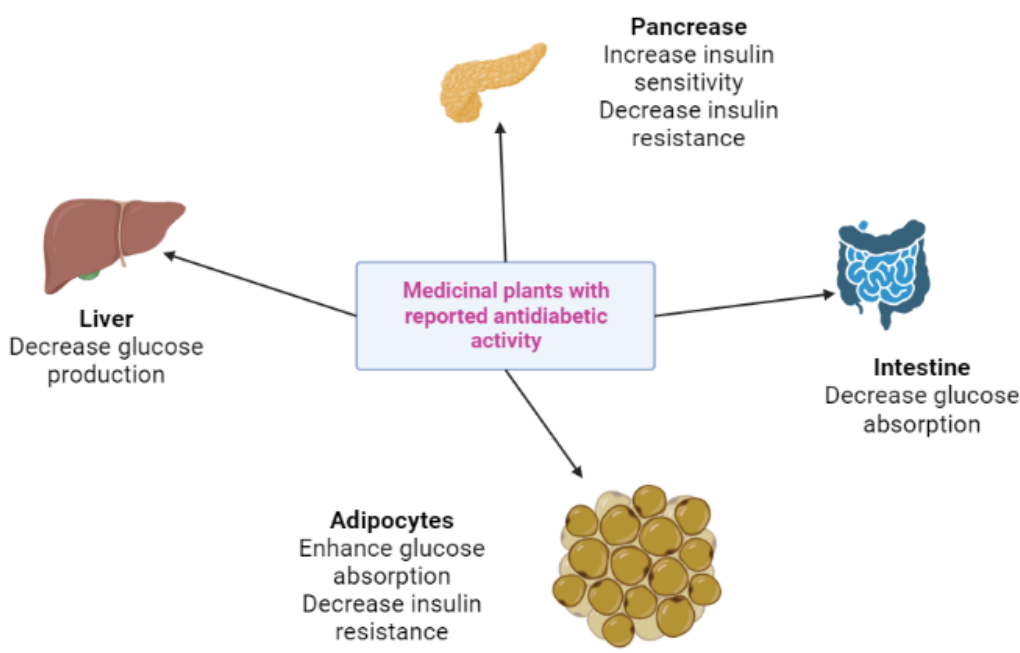 Pancrease
Increase insulin
sensitivity
Decrease insulin
resistance
Medicinal plants with
reported antidiabetic
activity
Liver
Decrease glucose
production
Intestine
Decrease glucose
absorption
Adipocytes
Enhance glucose
absorption
Decrease insulin
resistance